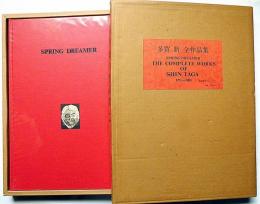 SPRING DREAMER
多賀 新 全作品集
SPRING DREAMER
THE COMPLETE WORKS
OF
SHIN TAGA